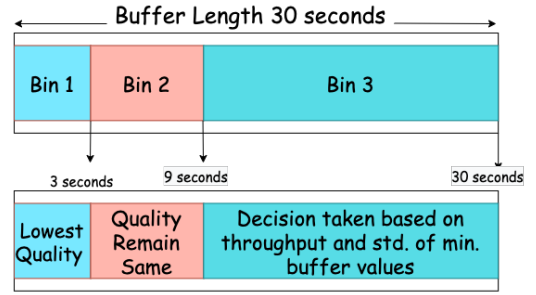 Buffer Length 30 seconds
Bin 1
Bin 2
Bin 3
3 seconds
9 seconds
30 seconds
Lowest
Quality
Quality
Remain
Same
Decision taken based on
throughput and std. of min.
buffer values